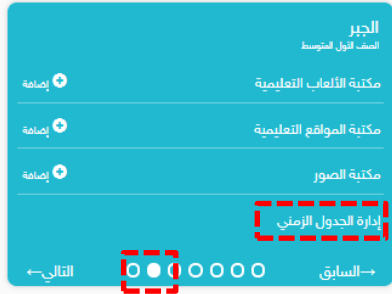 الجبر
الصف الأول المتوسط
مكتبة الألعاب التعليمية
إضافة
مكتبة المواقع التعليمية
إضافة
مكتبة الصور
إضافة
إدارة الجدول الزمني
→السابق
التالي←